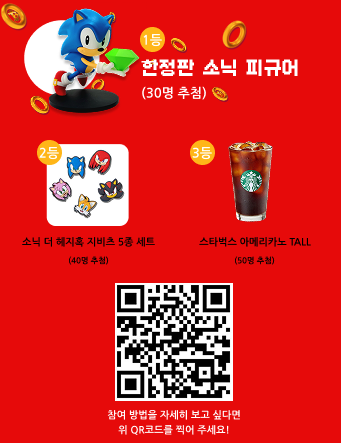 1등
한정판 소닉 피규어
(30명 추첨)
2등
3등
소닉 더 헤지혹 지비츠 5종 세트
스타벅스 아메리카노 TALL
(40명 추첨)
(50명 추첨)
참여 방법을 자세히 보고 싶다면
위 QR코드를 찍어 주세요!